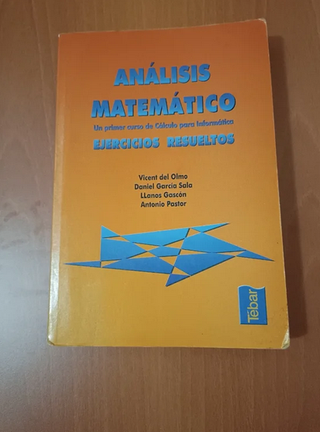 ANÁLISIS
MATEMÁTICO
Un primer curso de Cálculo para Informática
EJERCICIOS RESUELTOS
Vicent del Olmo
Daniel García Sala
LLanos Gascón
Antonio Pastor
Tébar